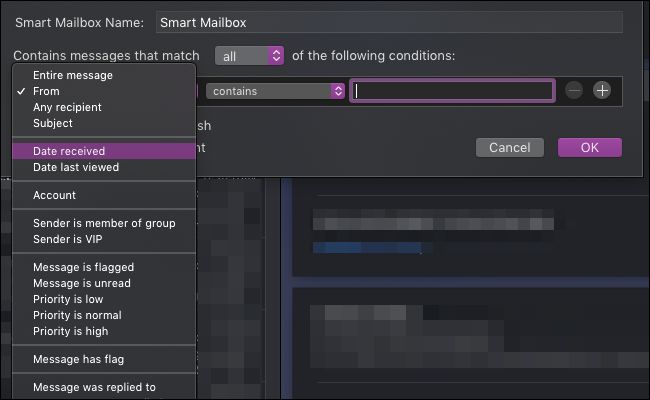 Smart Mailbox Name: Smart Mailbox
Contains messages that match all of the following conditions:
Entire message
✓ From contains
Any recipient
Subject
sh
Date received
nt Cancel OK
Date last viewed
Account
Sender is member of group
Sender is VIP
Message is flagged
Message is unread
Priority is low
Priority is normal
Priority is high
Message has flag
Message was replied to